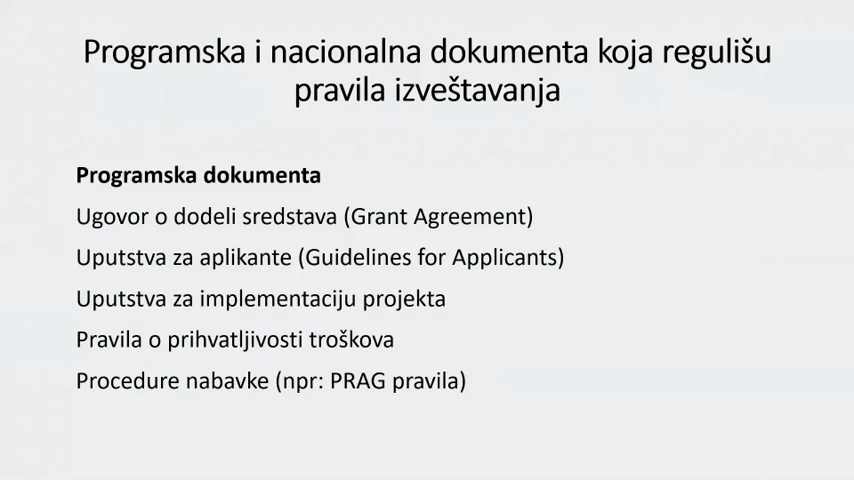 Programska i nacionalna dokumenta koja regulišu
pravila izveštavanja
Programska dokumenta
Ugovor o dodeli sredstava (Grant Agreement)
Uputstva za aplikante (Guidelines for Applicants)
Uputstva za implementaciju projekta
Pravila o prihvatljivosti troškova
Procedure nabavke (npr: PRAG pravila)